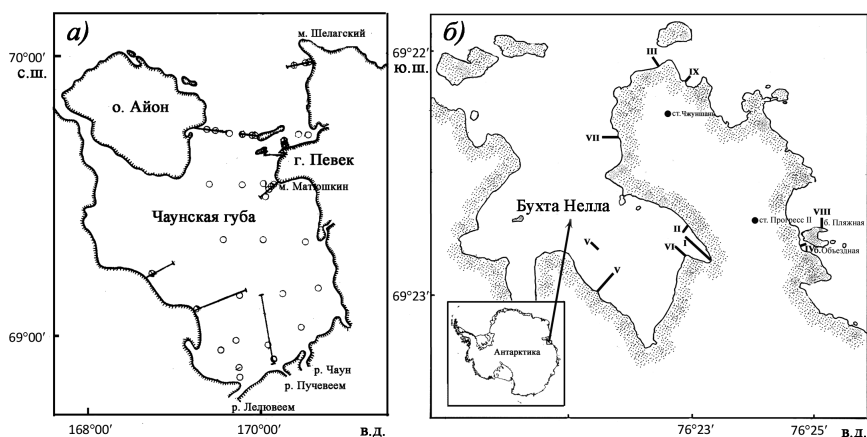 а)
м. Шелагский
70°00'
с.ш.
о. Айон
г. Певек
м. Матюшкин
Чаунская губа
69°00'
р. Чаун
р. Пучевеем
р. Лелювеем
168°00'
170°00'
в.д.
б)
69°22'
ю.ш.
III
IX
ст. Чжуншань
VII
Бухта Нелла
VIII
б. Пляжная
ст. Прогресс II
II
I
V
VI
IV
б. Объездная
V
69°23'
Антарктика
76°23'
76°25'
в.д.